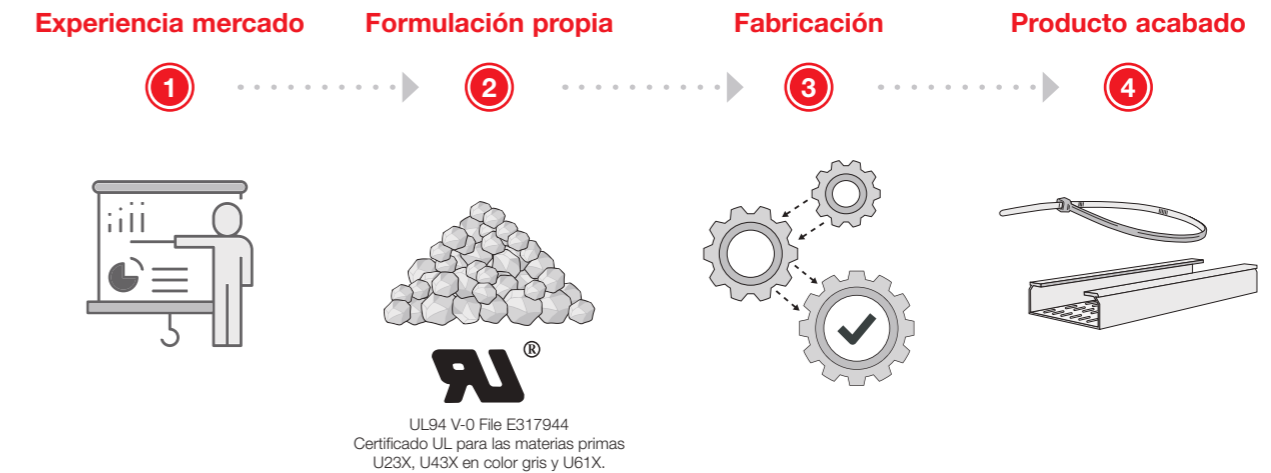 Experiencia mercado
Formulación propia
Fabricación
Producto acabado
1
2
3
4
RU®
UL94 V-0 File E317944
Certificado UL para las materias primas
U23X, U43X en color gris y U61X.